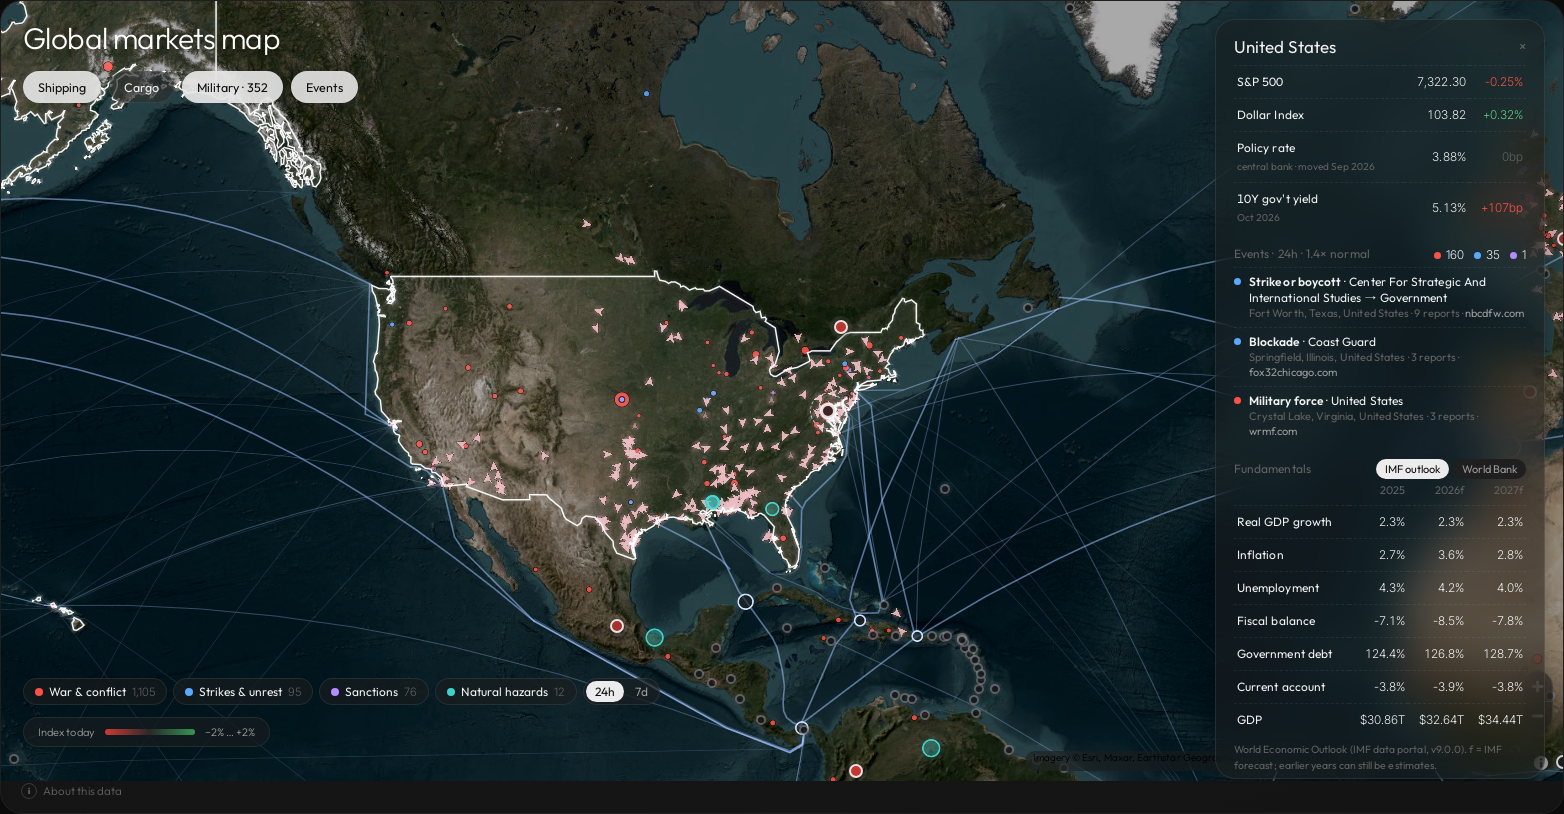 Global markets map
Shipping
Cargo
Military · 352
Events
War & conflict 1,105
Strikes & unrest 95
Sanctions 76
Natural hazards 12
24h
7d
Index today
−2% ... +2%
i
About this data
Imagery © Esri, Maxar, Earthstar Geogr
United States
×
S&P 500 7,322.30 -0.25%
Dollar Index 103.82 +0.32%
Policy rate 3.88% 0bp
central bank · moved Sep 2026
10Y gov't yield 5.13% +107bp
Oct 2026
Events · 24h · 1.4× normal 160 35 1
Strike or boycott · Center For Strategic And
International Studies → Government
Fort Worth, Texas, United States · 9 reports · nbcdfw.com
Blockade · Coast Guard
Springfield, Illinois, United States · 3 reports ·
fox32chicago.com
Military force · United States
Crystal Lake, Virginia, United States · 3 reports ·
wrmf.com
Fundamentals IMF outlook World Bank
2025 2026f 2027f
Real GDP growth 2.3% 2.3% 2.3%
Inflation 2.7% 3.6% 2.8%
Unemployment 4.3% 4.2% 4.0%
Fiscal balance -7.1% -8.5% -7.8%
Government debt 124.4% 126.8% 128.7%
Current account -3.8% -3.9% -3.8%
GDP $30.86T $32.64T $34.44T
World Economic Outlook (IMF data portal, v9.0.0). f = IMF
forecast; earlier years can still be estimates.